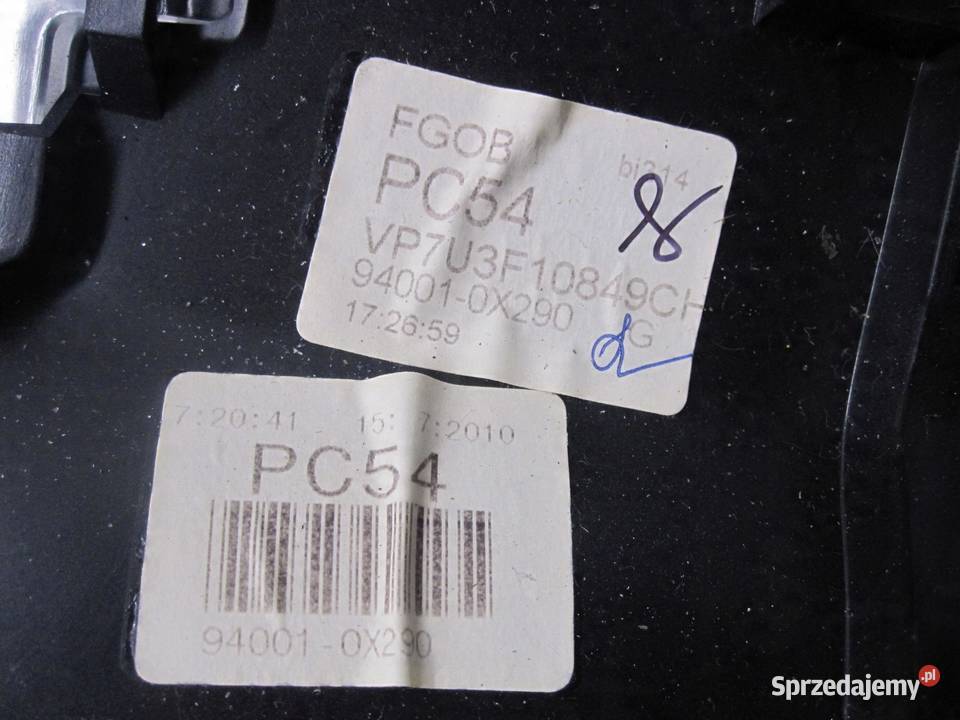 FGOB
bi314
PC54
8
VP7U3F10849CH
94001-0X290 G
17:26:59
7:20:41 15: 7:2010
PC54
94001-0X290
Sprzedajemy.pl